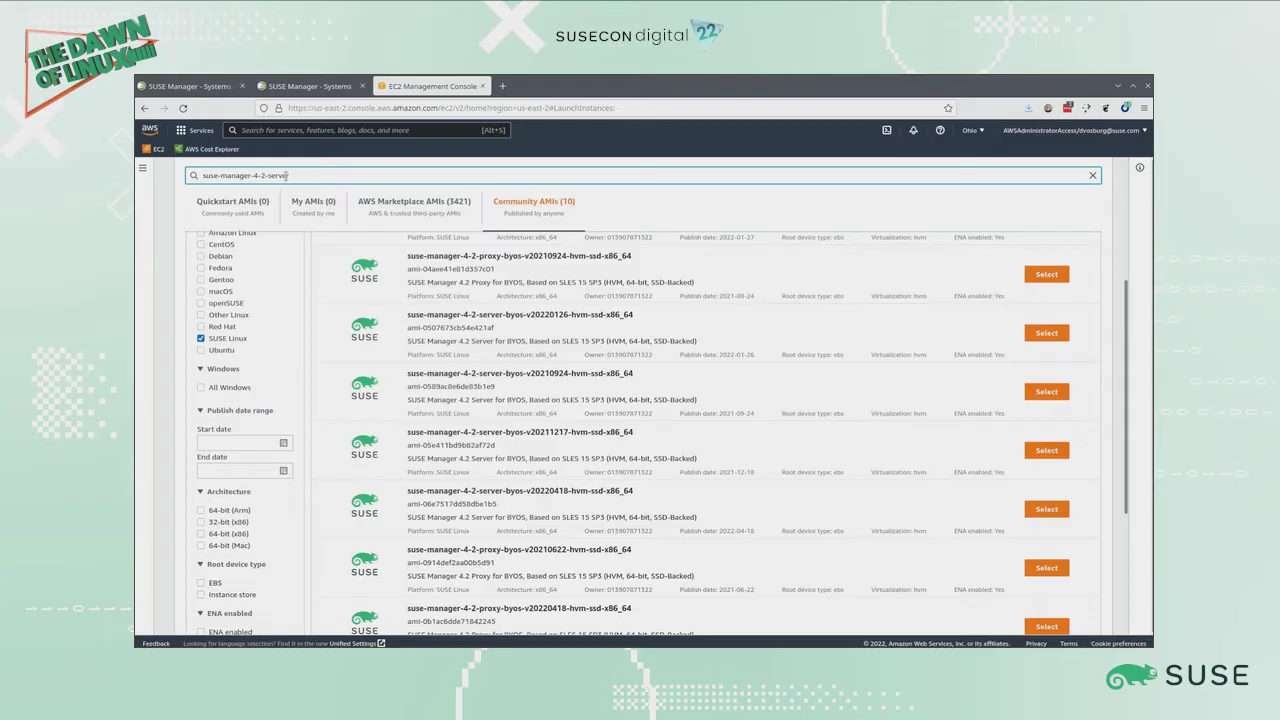 THE DAWN
OF LINUX
SUSECON digital 22
SUSE Manager - Systems
SUSE Manager - Systems
EC2 Management Console
https://us-east-2.console.aws.amazon.com/ec2/v2/home?region=us-east-2#LaunchInstances:
aws
Services
Search for services, features, blogs, docs, and more
[Alt+S]
Ohio
AWSAdministratorAccess/dvosburg@suse.com
EC2
AWS Cost Explorer
suse-manager-4-2-server
Quickstart AMIs (0)
Commonly used AMIs
My AMIs (0)
Created by me
AWS Marketplace AMIs (3421)
AWS & trusted third-party AMIs
Community AMIs (10)
Published by anyone
Amazon Linux
CentOS
Debian
Fedora
Gentoo
macOS
openSUSE
Other Linux
Red Hat
SUSE Linux
Ubuntu
Windows
All Windows
Publish date range
Start date
End date
Architecture
64-bit (Arm)
32-bit (x86)
64-bit (x86)
64-bit (Mac)
Root device type
EBS
Instance store
ENA enabled
ENA enabled
Platform: SUSE Linux Architecture: x86_64 Owner: 013907871322 Publish date: 2022-01-27 Root device type: ebs Virtualization: hvm ENA enabled: Yes
SUSE
suse-manager-4-2-proxy-byos-v20210924-hvm-ssd-x86_64
ami-04aee41e81d357c01
SUSE Manager 4.2 Proxy for BYOS, Based on SLES 15 SP3 (HVM, 64-bit, SSD-Backed)
Platform: SUSE Linux Architecture: x86_64 Owner: 013907871322 Publish date: 2021-09-24 Root device type: ebs Virtualization: hvm ENA enabled: Yes
Select
SUSE
suse-manager-4-2-server-byos-v20220126-hvm-ssd-x86_64
ami-0507673cb54e421af
SUSE Manager 4.2 Server for BYOS, Based on SLES 15 SP3 (HVM, 64-bit, SSD-Backed)
Platform: SUSE Linux Architecture: x86_64 Owner: 013907871322 Publish date: 2022-01-26 Root device type: ebs Virtualization: hvm ENA enabled: Yes
Select
SUSE
suse-manager-4-2-server-byos-v20210924-hvm-ssd-x86_64
ami-0589ac8e6de83b1e9
SUSE Manager 4.2 Server for BYOS, Based on SLES 15 SP3 (HVM, 64-bit, SSD-Backed)
Platform: SUSE Linux Architecture: x86_64 Owner: 013907871322 Publish date: 2021-09-24 Root device type: ebs Virtualization: hvm ENA enabled: Yes
Select
SUSE
suse-manager-4-2-server-byos-v20211217-hvm-ssd-x86_64
ami-05e411bd9b82af72d
SUSE Manager 4.2 Server for BYOS, Based on SLES 15 SP3 (HVM, 64-bit, SSD-Backed)
Platform: SUSE Linux Architecture: x86_64 Owner: 013907871322 Publish date: 2021-12-18 Root device type: ebs Virtualization: hvm ENA enabled: Yes
Select
SUSE
suse-manager-4-2-server-byos-v20220418-hvm-ssd-x86_64
ami-06e7517dd58dbe1b5
SUSE Manager 4.2 Server for BYOS, Based on SLES 15 SP3 (HVM, 64-bit, SSD-Backed)
Platform: SUSE Linux Architecture: x86_64 Owner: 013907871322 Publish date: 2022-04-18 Root device type: ebs Virtualization: hvm ENA enabled: Yes
Select
SUSE
suse-manager-4-2-proxy-byos-v20210622-hvm-ssd-x86_64
ami-0914def2aa00b5d91
SUSE Manager 4.2 Proxy for BYOS, Based on SLES 15 SP3 (HVM, 64-bit, SSD-Backed)
Platform: SUSE Linux Architecture: x86_64 Owner: 013907871322 Publish date: 2021-06-22 Root device type: ebs Virtualization: hvm ENA enabled: Yes
Select
SUSE
suse-manager-4-2-proxy-byos-v20220418-hvm-ssd-x86_64
ami-0b1ac6dde71842245
SUSE Manager 4.2 Proxy for BYOS, Based on SLES 15 SP3 (HVM, 64-bit, SSD-Backed)
Select
Feedback
Looking for language selection? Find it in the new Unified Settings
© 2022, Amazon Web Services, Inc. or its affiliates.
Privacy
Terms
Cookie preferences
SUSE